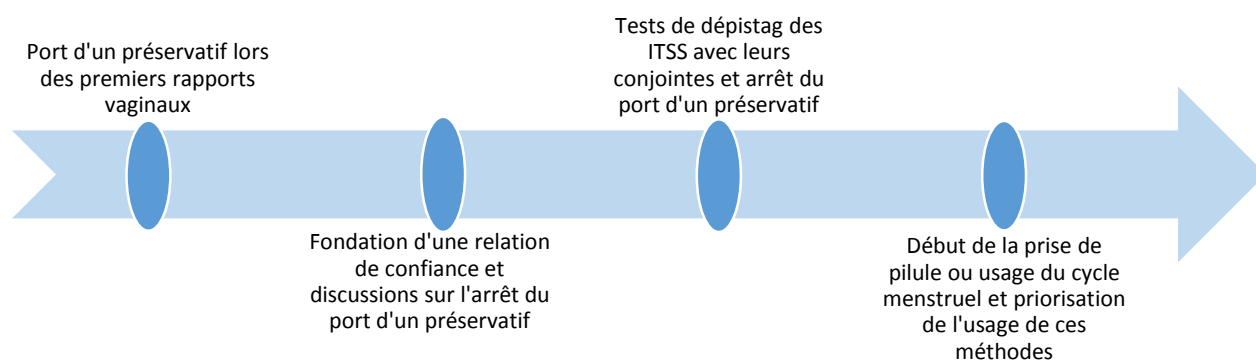 Port d'un préservatif lors
des premiers rapports
vaginaux
Fondation d'une relation
de confiance et
discussions sur l'arrêt du
port d'un préservatif
Tests de dépistag des
ITSS avec leurs
conjointes et arrêt du
port d'un préservatif
Début de la prise de
pilule ou usage du cycle
menstruel et priorisation
de l'usage de ces
méthodes